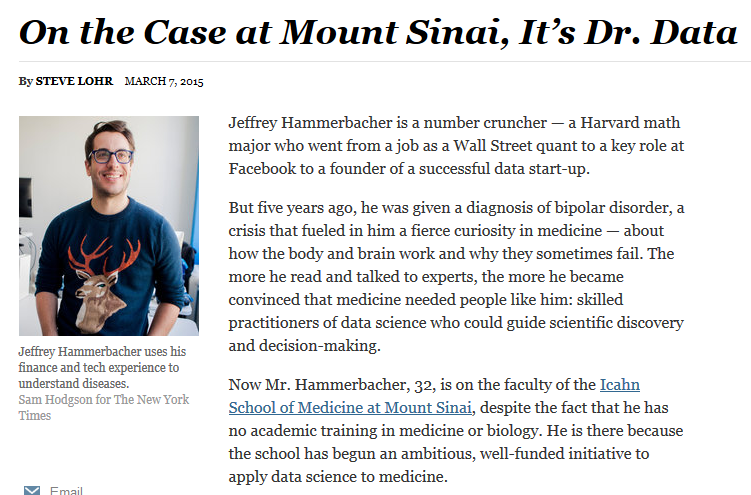 On the Case at Mount Sinai, It’s Dr. Data
By STEVE LOHR MARCH 7, 2015
Jeffrey Hammerbacher uses his
finance and tech experience to
understand diseases.
Sam Hodgson for The New York
Times
Email
Jeffrey Hammerbacher is a number cruncher — a Harvard math
major who went from a job as a Wall Street quant to a key role at
Facebook to a founder of a successful data start-up.
But five years ago, he was given a diagnosis of bipolar disorder, a
crisis that fueled in him a fierce curiosity in medicine — about
how the body and brain work and why they sometimes fail. The
more he read and talked to experts, the more he became
convinced that medicine needed people like him: skilled
practitioners of data science who could guide scientific discovery
and decision-making.
Now Mr. Hammerbacher, 32, is on the faculty of the Icahn
School of Medicine at Mount Sinai, despite the fact that he has
no academic training in medicine or biology. He is there because
the school has begun an ambitious, well-funded initiative to
apply data science to medicine.